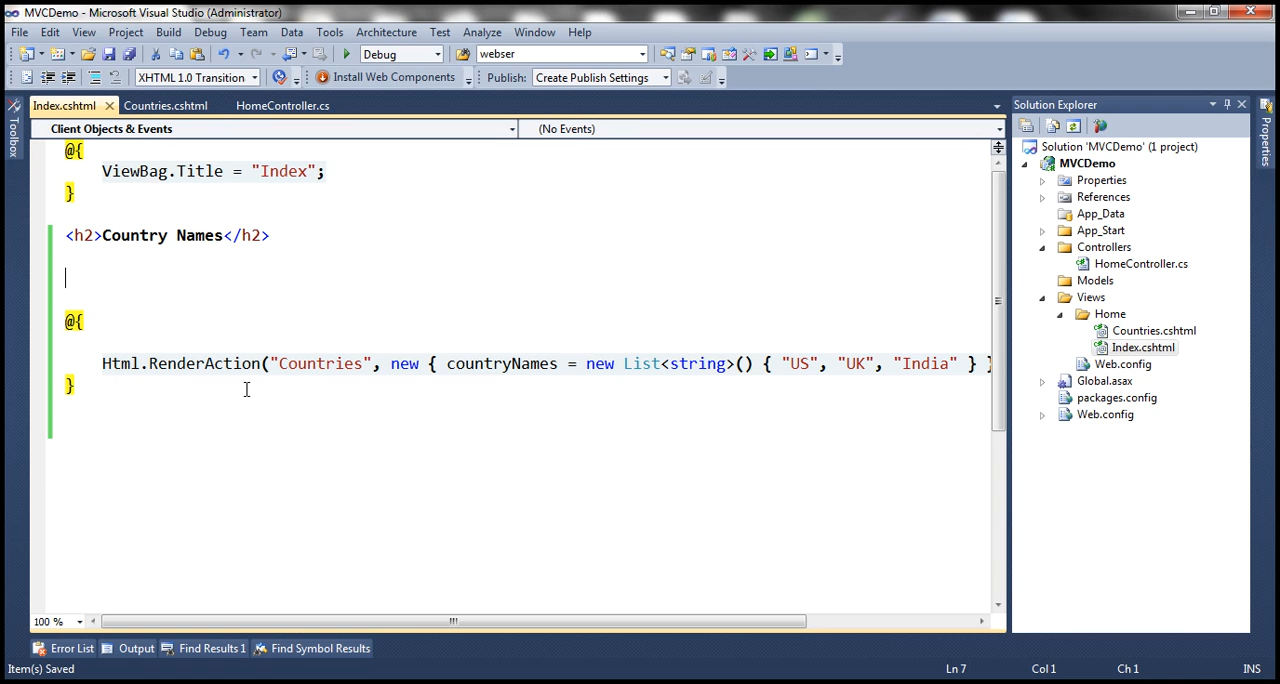 MVCDemo - Microsoft Visual Studio (Administrator)
File Edit View Project Build Debug Team Data Tools Architecture Test Analyze Window Help
Debug webser
XHTML 1.0 Transition Install Web Components Publish: Create Publish Settings
Index.cshtml Countries.cshtml HomeController.cs
Client Objects & Events (No Events)
Toolbox
@{
ViewBag.Title = "Index";
}
<h2>Country Names</h2>
@{
Html.RenderAction("Countries", new { countryNames = new List<string>() { "US", "UK", "India" } }
}
100 %
Solution Explorer
Properties
Solution 'MVCDemo' (1 project)
MVCDemo
Properties
References
App_Data
App_Start
Controllers
HomeController.cs
Models
Views
Home
Countries.cshtml
Index.cshtml
Web.config
Global.asax
packages.config
Web.config
Error List Output Find Results 1 Find Symbol Results
Item(s) Saved Ln 7 Col 1 Ch 1 INS